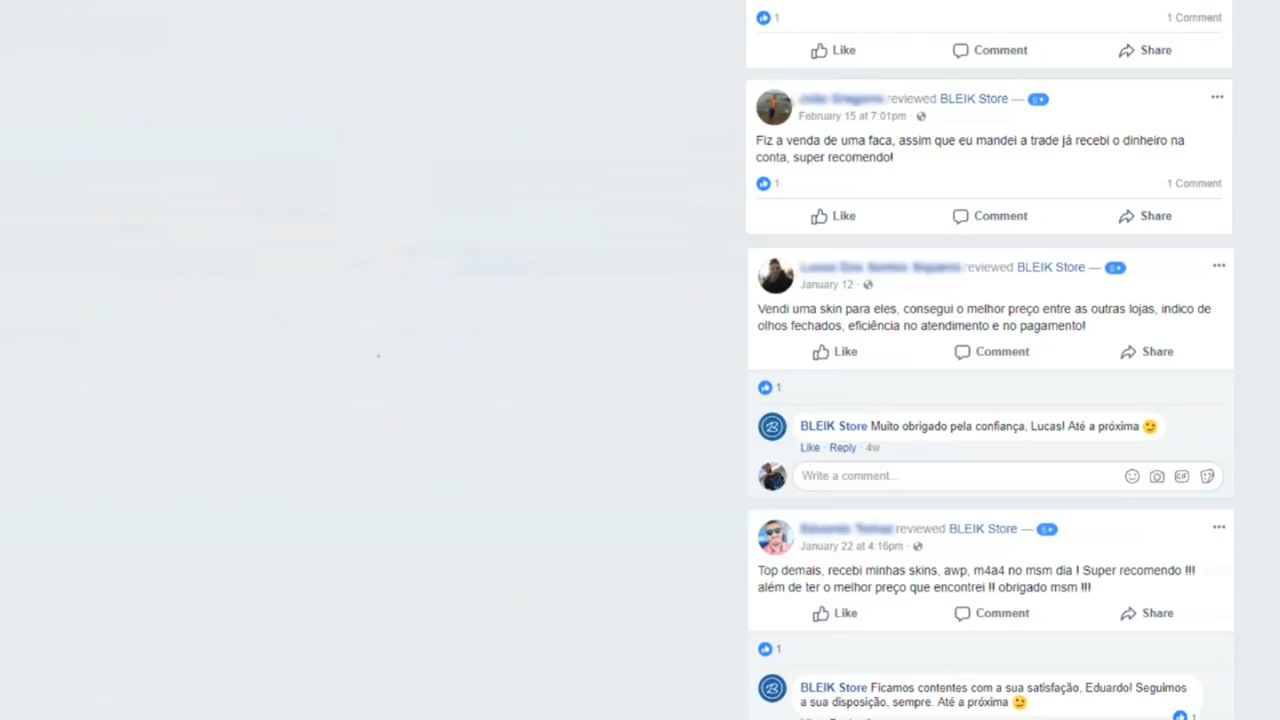 1
1 Comment
Like
Comment
Share
reviewed BLEIK Store — 5★
February 15 at 7:01pm ·
Fiz a venda de uma faca, assim que eu mandei a trade já recebi o dinheiro na
conta, super recomendo!
1
1 Comment
Like
Comment
Share
reviewed BLEIK Store — 5★
January 12 ·
Vendi uma skin para eles, consegui o melhor preço entre as outras lojas, indico de
olhos fechados, eficiência no atendimento e no pagamento!
Like
Comment
Share
1
BLEIK Store Muito obrigado pela confiança, Lucas! Até a próxima 😉
Like · Reply · 4w
Write a comment...
GIF
reviewed BLEIK Store — 5★
January 22 at 4:16pm ·
Top demais, recebi minhas skins, awp, m4a4 no msm dia ! Super recomendo !!!
além de ter o melhor preço que encontrei !! obrigado msm !!!
Like
Comment
Share
1
BLEIK Store Ficamos contentes com a sua satisfação, Eduardo! Seguimos
a sua disposição, sempre. Até a próxima 😉
1